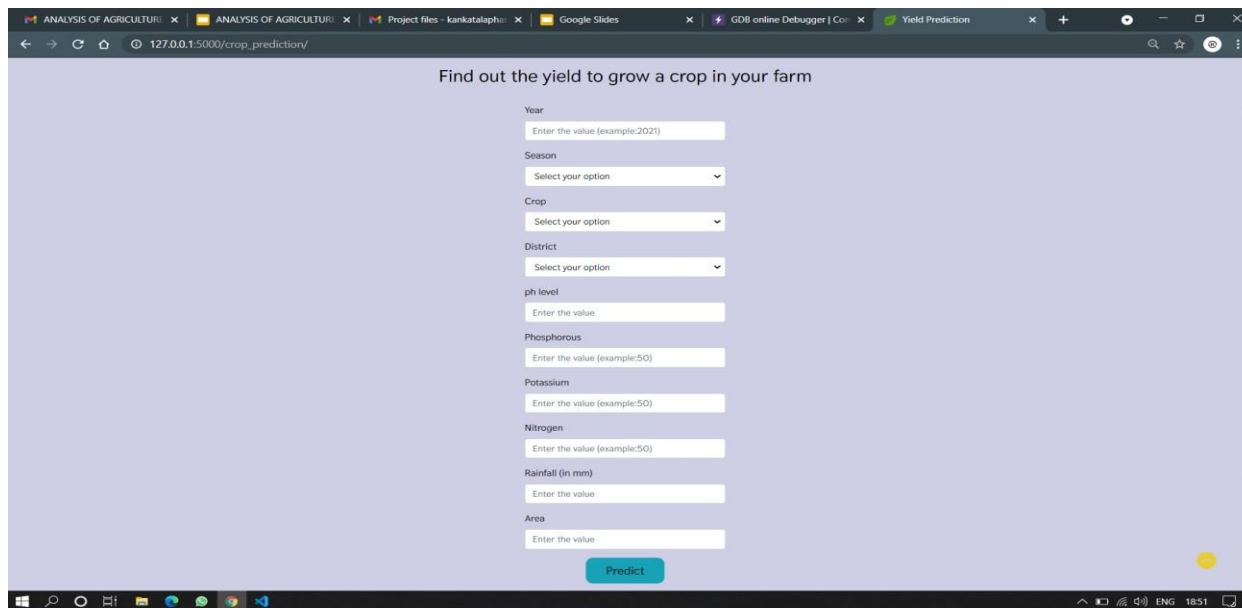 ANALYSIS OF AGRICULTURE
ANALYSIS OF AGRICULTURE
Project files - kankatalaphar
Google Slides
GDB online Debugger | Com
Yield Prediction
127.0.0.1:5000/crop_prediction/
Find out the yield to grow a crop in your farm
Year
Enter the value (example:2021)
Season
Select your option
Crop
Select your option
District
Select your option
ph level
Enter the value
Phosphorous
Enter the value (example:50)
Potassium
Enter the value (example:50)
Nitrogen
Enter the value (example:50)
Rainfall (in mm)
Enter the value
Area
Enter the value
Predict
ENG 18:51